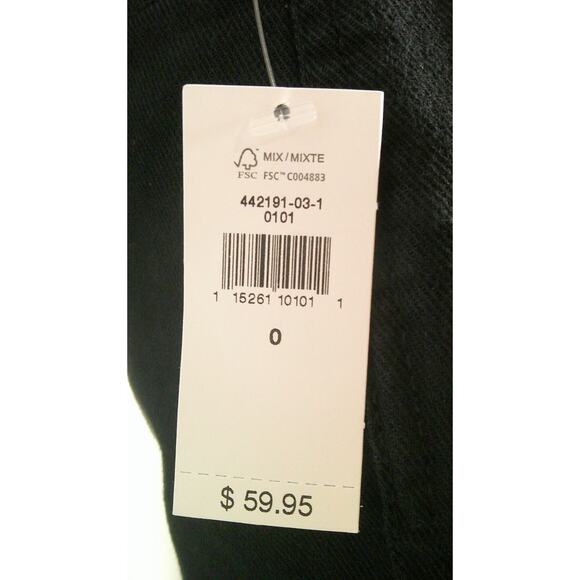 MIX / MIXTE
FSC FSC™ C004883
442191-03-1
0101
1 15261 10101 1
0
$ 59.95